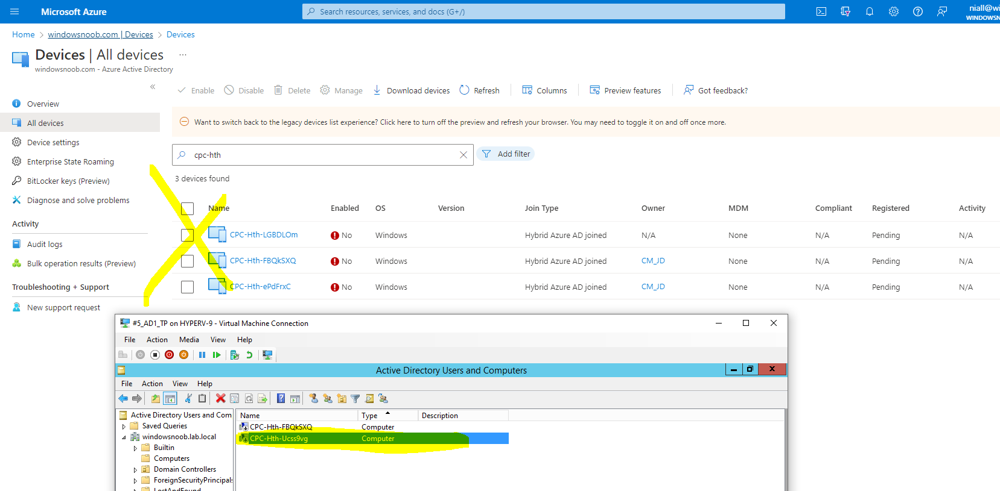 Microsoft Azure
Search resources, services, and docs (G+/)
niall@wi
WINDOWSN
Home > windowsnoob.com | Devices > Devices
Devices | All devices ...
windowsnoob.com - Azure Active Directory
«
Enable Disable Delete Manage Download devices Refresh Columns Preview features Got feedback?
Overview
All devices
Device settings
Enterprise State Roaming
BitLocker keys (Preview)
Diagnose and solve problems
Activity
Audit logs
Bulk operation results (Preview)
Troubleshooting + Support
New support request
Want to switch back to the legacy devices list experience? Click here to turn off the preview and refresh your browser. You may need to toggle it on and off once more.
cpc-hth
Add filter
3 devices found
Name Enabled OS Version Join Type Owner MDM Compliant Registered Activity
CPC-Hth-LGBDLOm No Windows Hybrid Azure AD joined N/A None N/A Pending N/A
CPC-Hth-FBQkSXQ No Windows Hybrid Azure AD joined CM_JD None N/A Pending N/A
CPC-Hth-ePdFrxC No Windows Hybrid Azure AD joined CM_JD None N/A Pending N/A
#5_AD1_TP on HYPERV-9 - Virtual Machine Connection
File Action Media View Help
Active Directory Users and Computers
File Action View Help
Active Directory Users and Com
Saved Queries
windowsnoob.lab.local
Builtin
Computers
Domain Controllers
ForeignSecurityPrincipals
LostAndFound
Name Type Description
CPC-Hth-FBQkSXQ Computer
CPC-Hth-Ucss9vg Computer